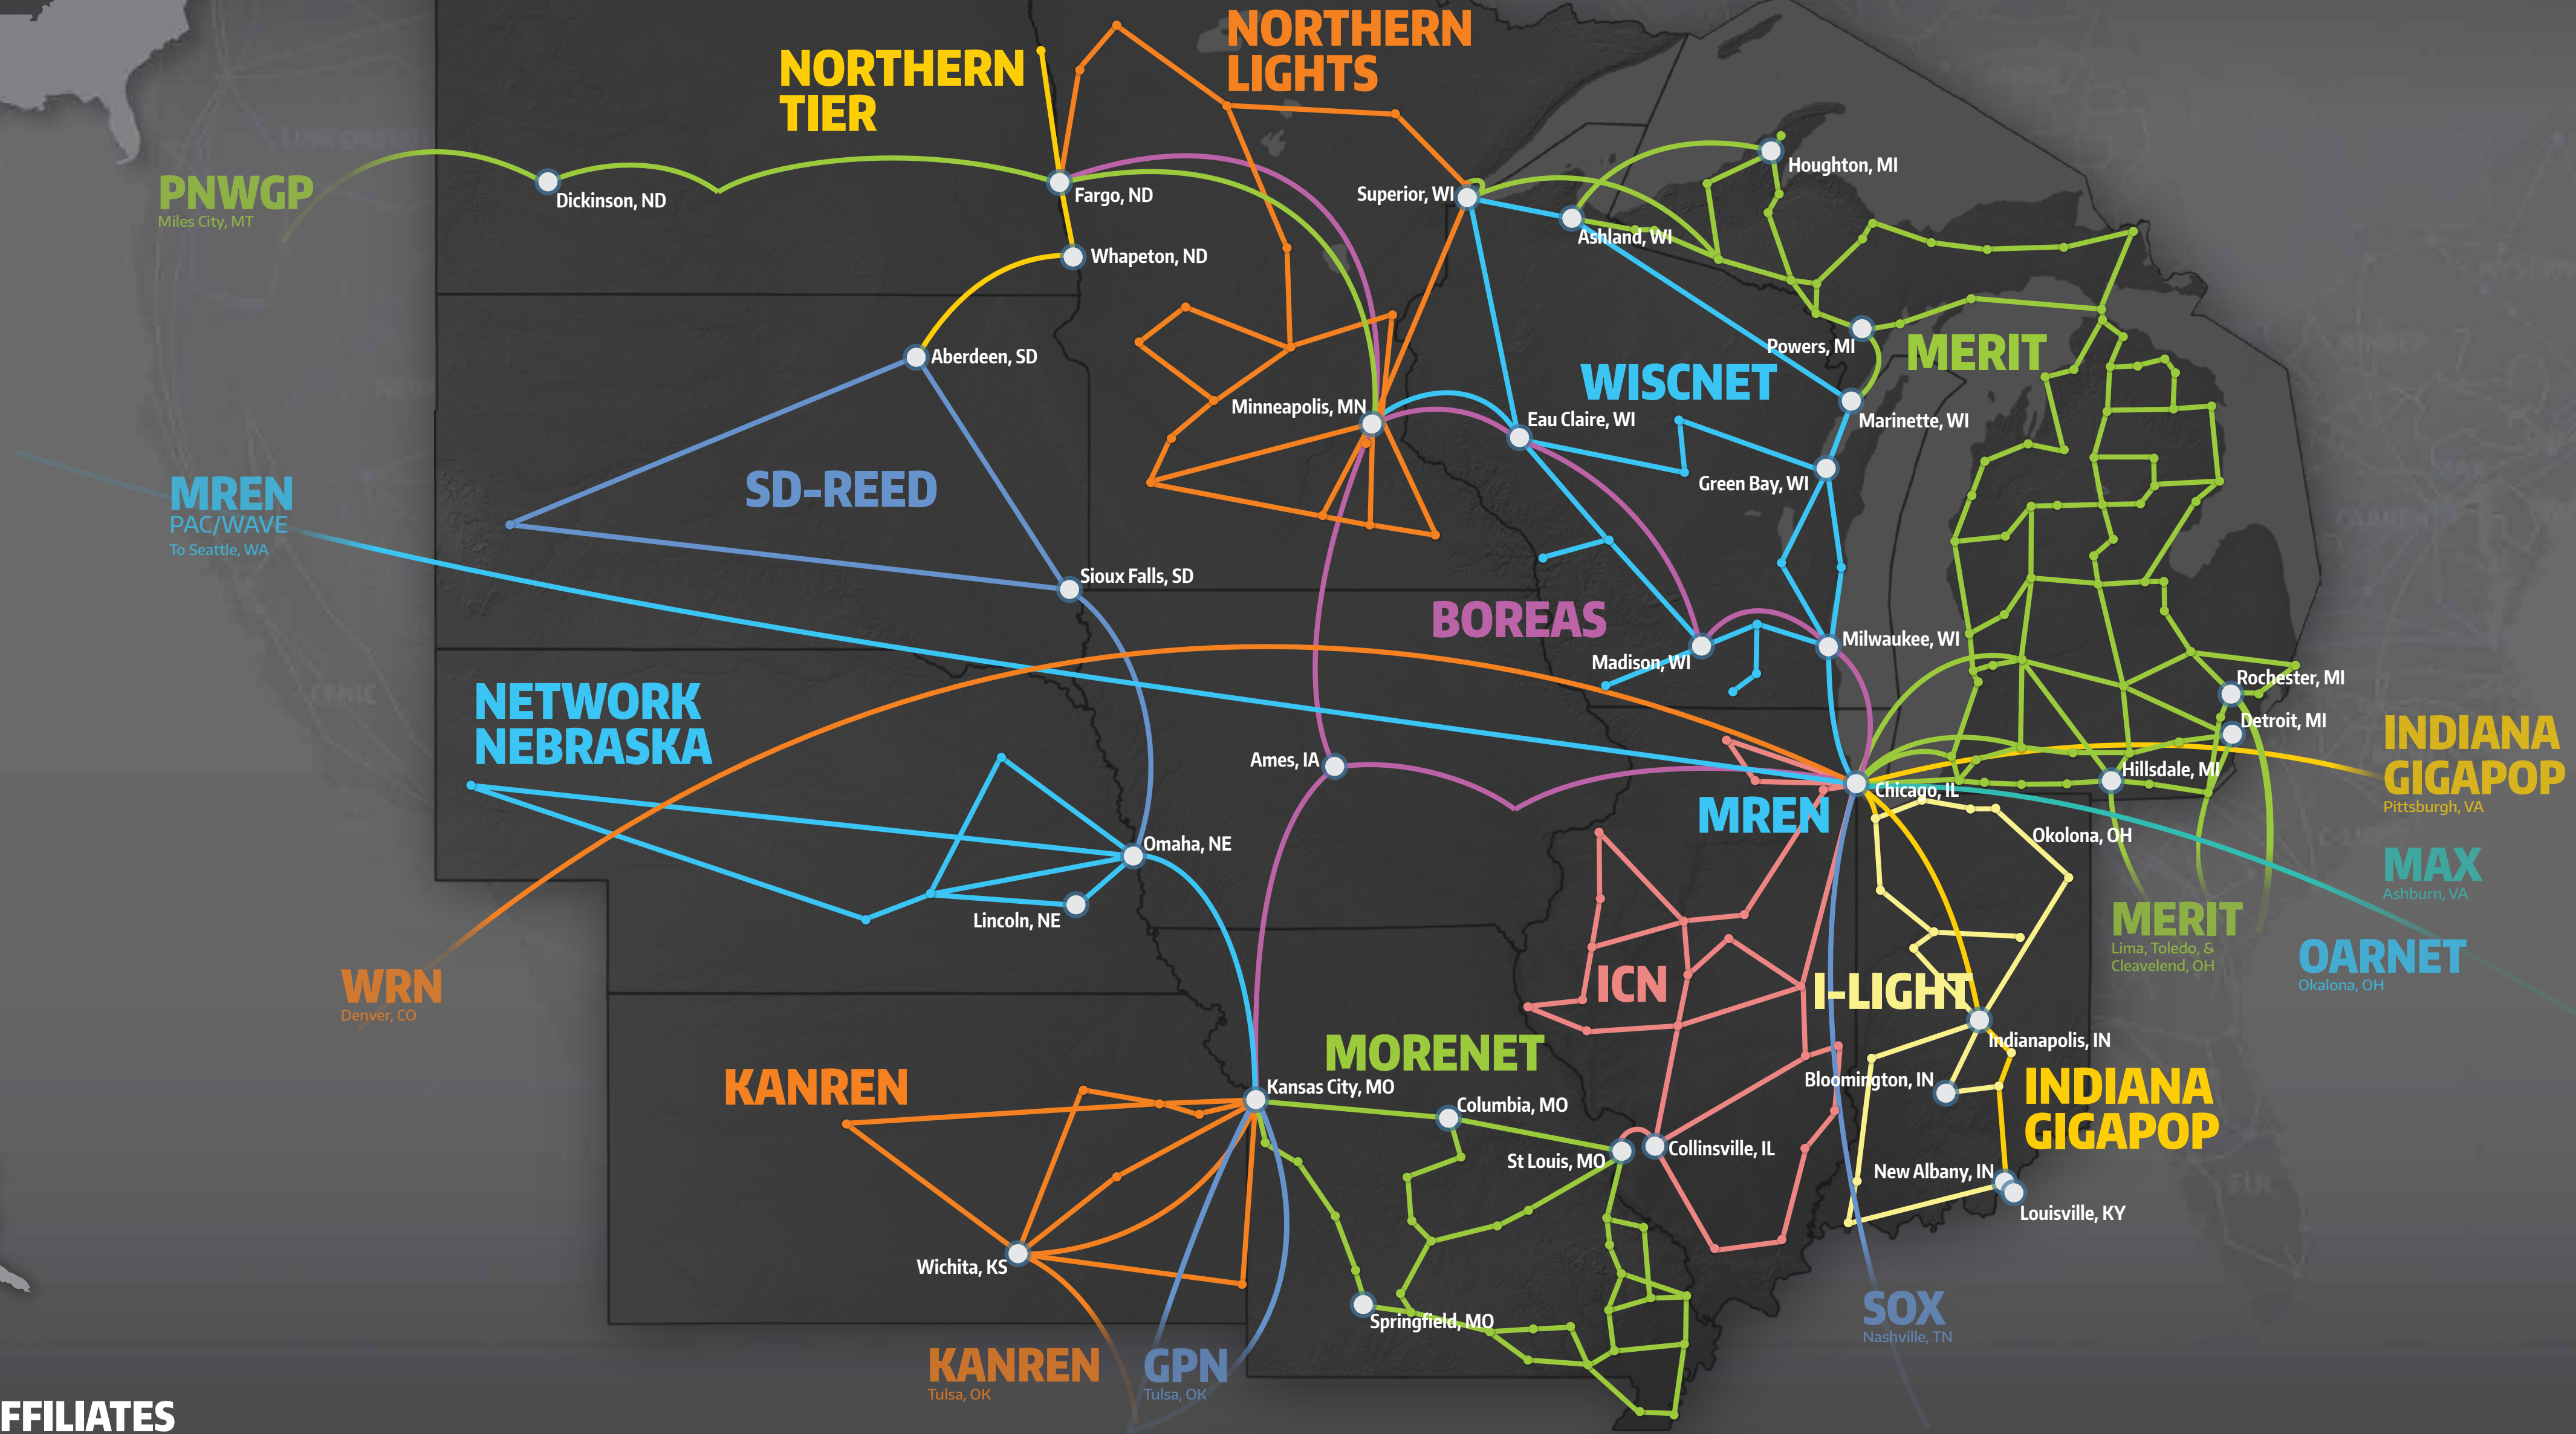 NORTHERN
LIGHTS
NORTHERN
TIER
Houghton, MI
PNWGP
Miles City, MT
Dickinson, ND
Fargo, ND
Superior, WI
Ashland, WI
Whapeton, ND
Powers, MI
MERIT
Aberdeen, SD
WISCNET
Minneapolis, MN
Eau Claire, WI
Marinette, WI
SD-REED
Green Bay, WI
MREN
PAC/WAVE
To Seattle, WA
Sioux Falls, SD
BOREAS
Milwaukee, WI
Madison, WI
Rochester, MI
Detroit, MI
NETWORK
NEBRASKA
INDIANA
GIGAPOP
Pittsburgh, VA
Ames, IA
Hillsdale, MI
Chicago, IL
MREN
Okolona, OH
Omaha, NE
MAX
Ashburn, VA
Lincoln, NE
MERIT
Lima, Toledo, &
Cleavelend, OH
OARNET
Okalona, OH
WRN
Denver, CO
ICN
I-LIGHT
Indianapolis, IN
MORENET
KANREN
Kansas City, MO
Columbia, MO
Bloomington, IN
INDIANA
GIGAPOP
St Louis, MO
Collinsville, IL
New Albany, IN
Louisville, KY
Wichita, KS
Springfield, MO
SOX
Nashville, TN
KANREN
Tulsa, OK
GPN
Tulsa, OK
FFILIATES